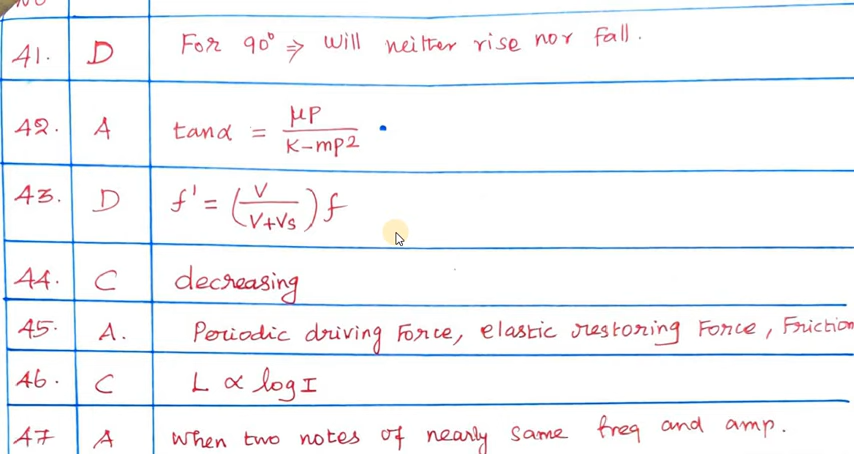 NO
41. D For 90° ⇒ will neither rise nor fall.
42. A tanα = μP / K-mp2
43. D f' = (V / V+Vs) f
44. C decreasing
45. A. Periodic driving Force, elastic restoring Force, Friction
46. C L ∝ log I
47 A When two notes of nearly same freq and amp.